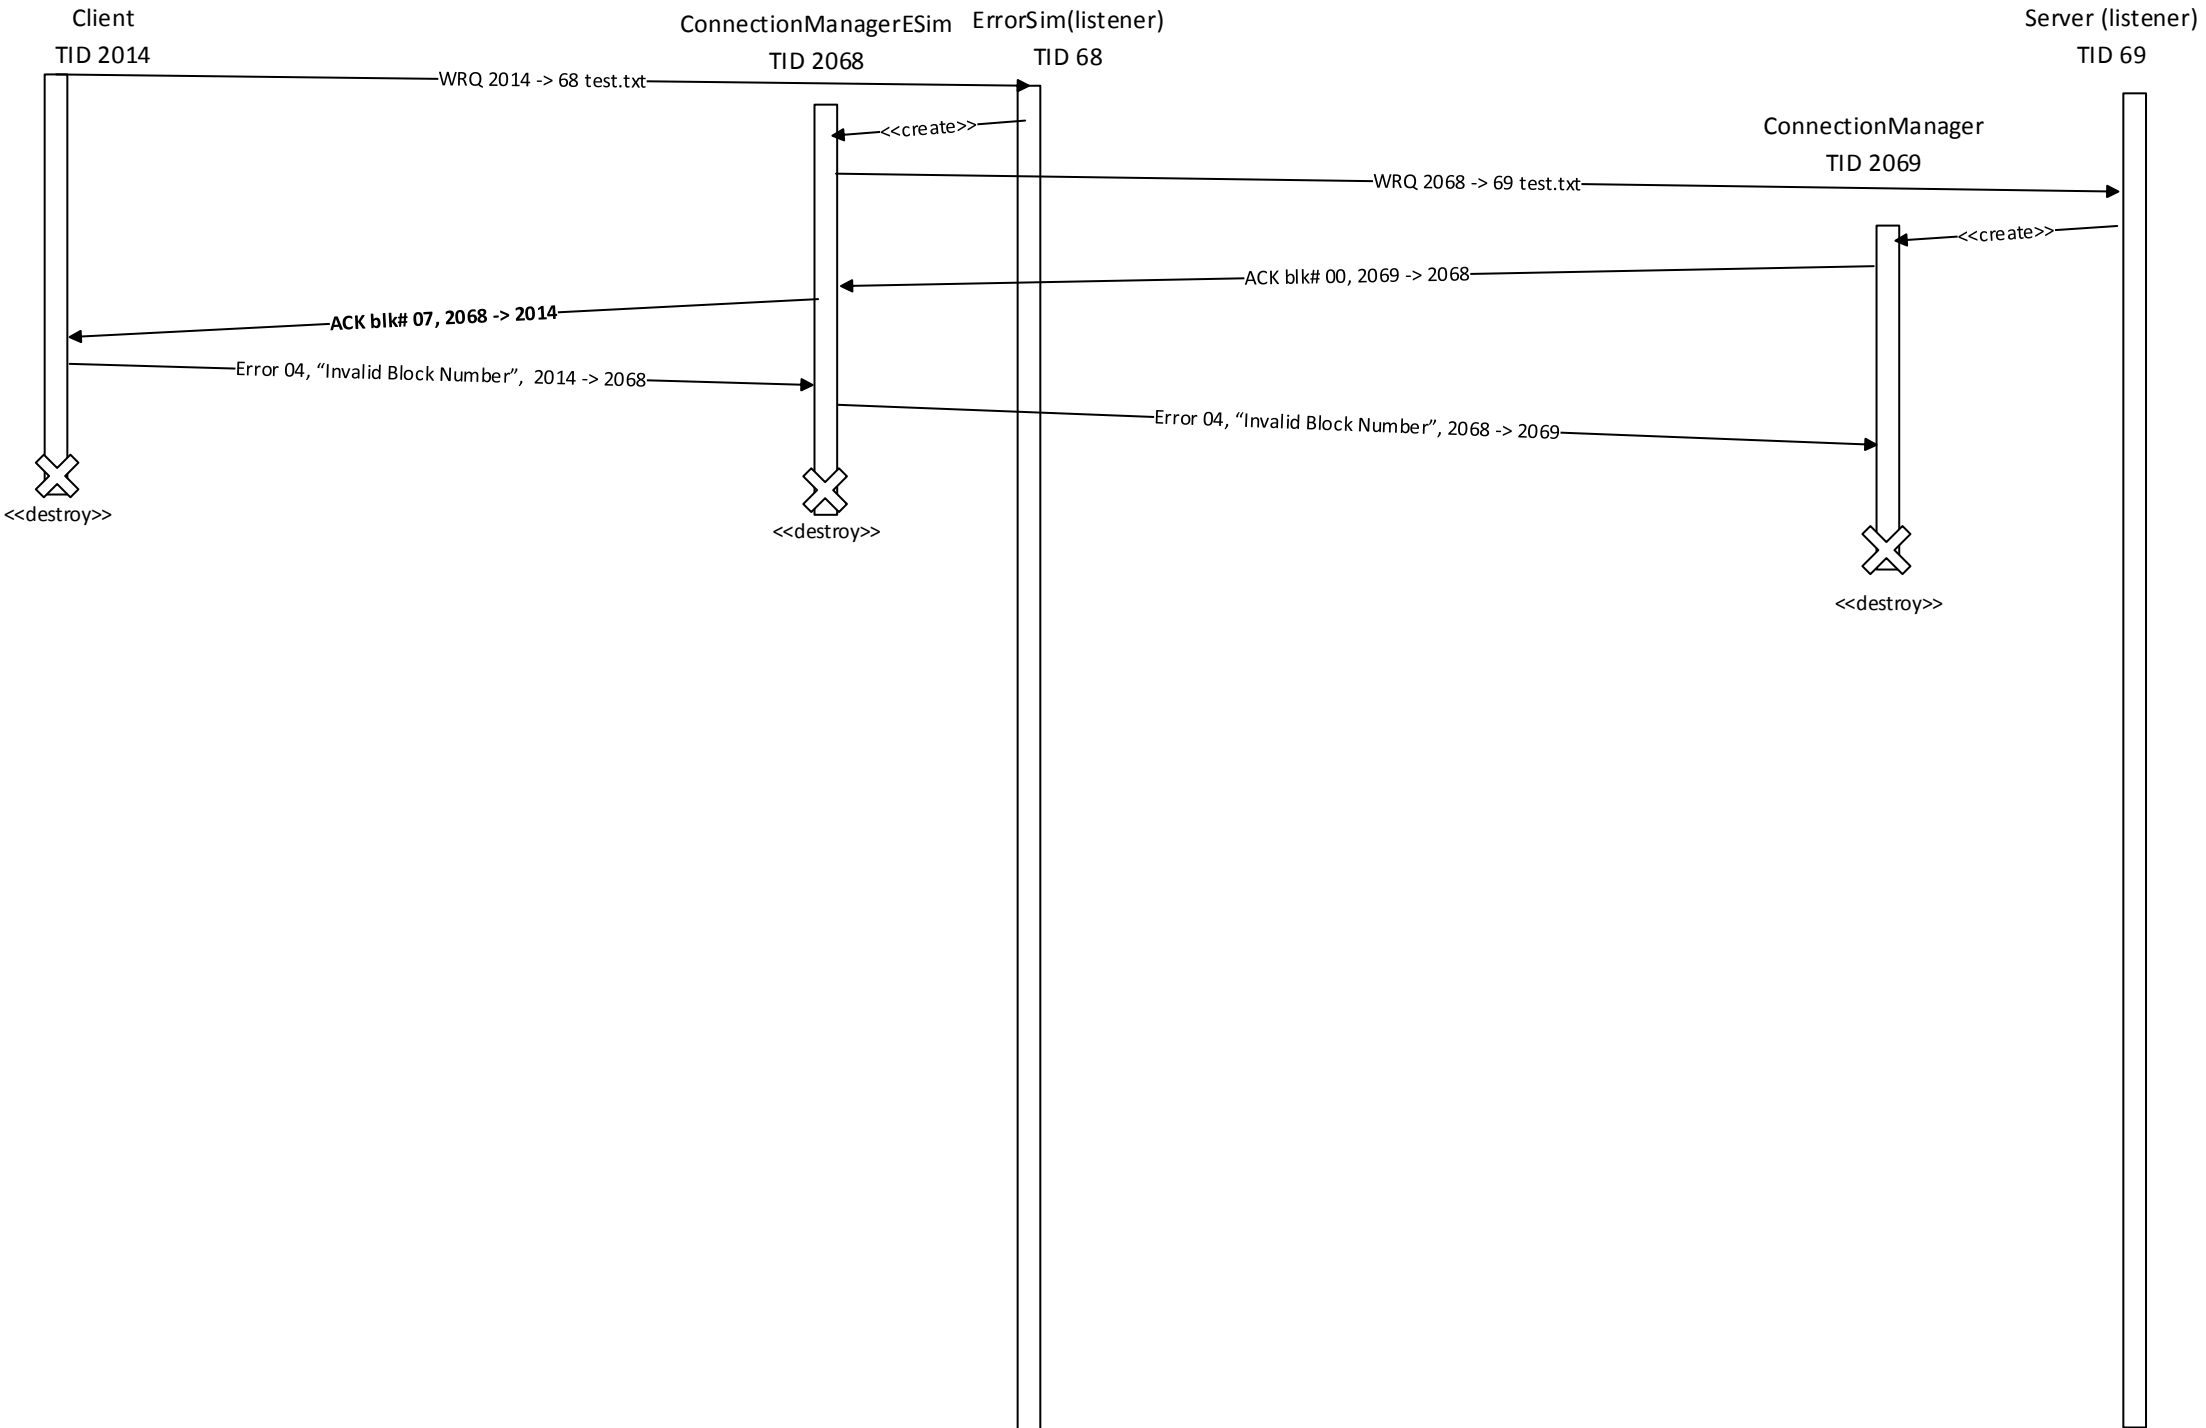 Client
TID 2014
ConnectionManagerESim
TID 2068
ErrorSim(listener)
TID 68
Server (listener)
TID 69
WRQ 2014 -> 68 test.txt
<<create>>
ConnectionManager
TID 2069
WRQ 2068 -> 69 test.txt
<<create>>
ACK blk# 00, 2069 -> 2068
ACK blk# 07, 2068 -> 2014
Error 04, “Invalid Block Number”,  2014 -> 2068
Error 04, “Invalid Block Number”, 2068 -> 2069
<<destroy>>
<<destroy>>
<<destroy>>